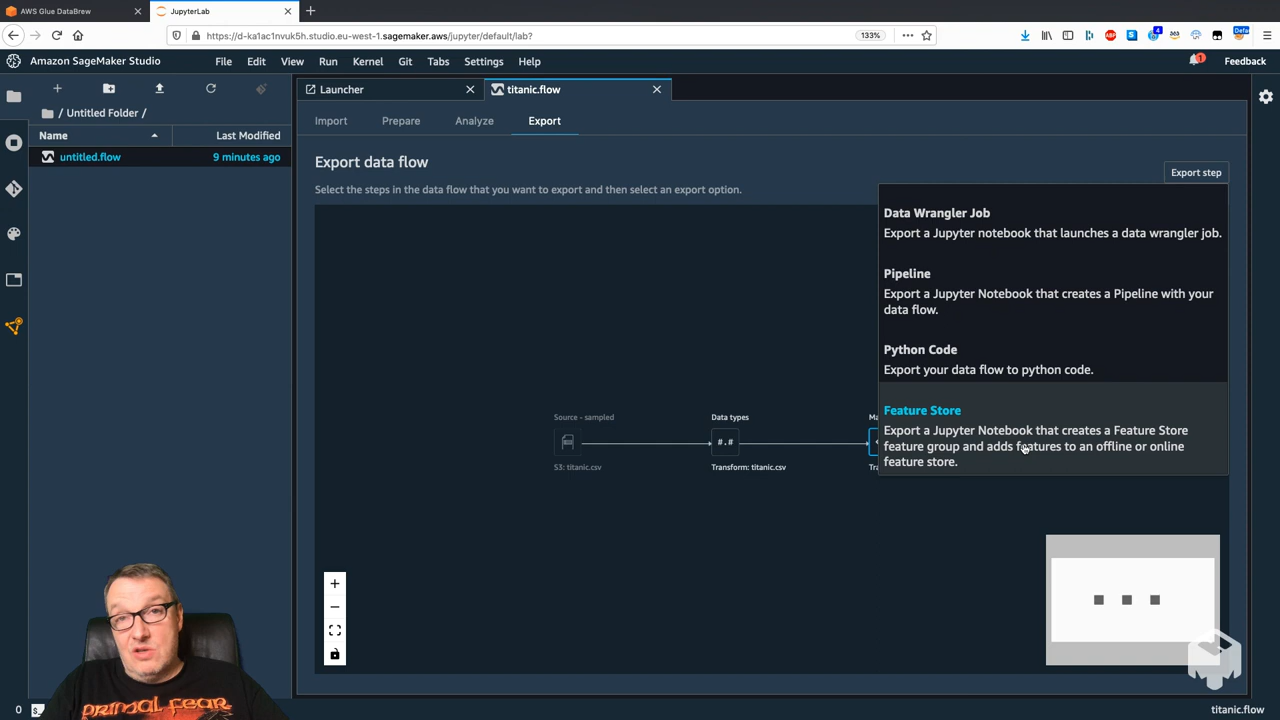 AWS Glue DataBrew
JupyterLab
https://d-ka1ac1nvuk5h.studio.eu-west-1.sagemaker.aws/jupyter/default/lab?
133%
4
Defa
Amazon SageMaker Studio
File Edit View Run Kernel Git Tabs Settings Help
1
Feedback
/ Untitled Folder /
Name
Last Modified
untitled.flow
9 minutes ago
Launcher
titanic.flow
Import
Prepare
Analyze
Export
Export data flow
Select the steps in the data flow that you want to export and then select an export option.
Export step
Data Wrangler Job
Export a Jupyter notebook that launches a data wrangler job.
Pipeline
Export a Jupyter Notebook that creates a Pipeline with your
data flow.
Python Code
Export your data flow to python code.
Feature Store
Export a Jupyter Notebook that creates a Feature Store
feature group and adds features to an offline or online
feature store.
Source - sampled
S3: titanic.csv
Data types
#.#
Transform: titanic.csv
Ma
Tra
PRIMAL FEAR
0
$_
titanic.flow